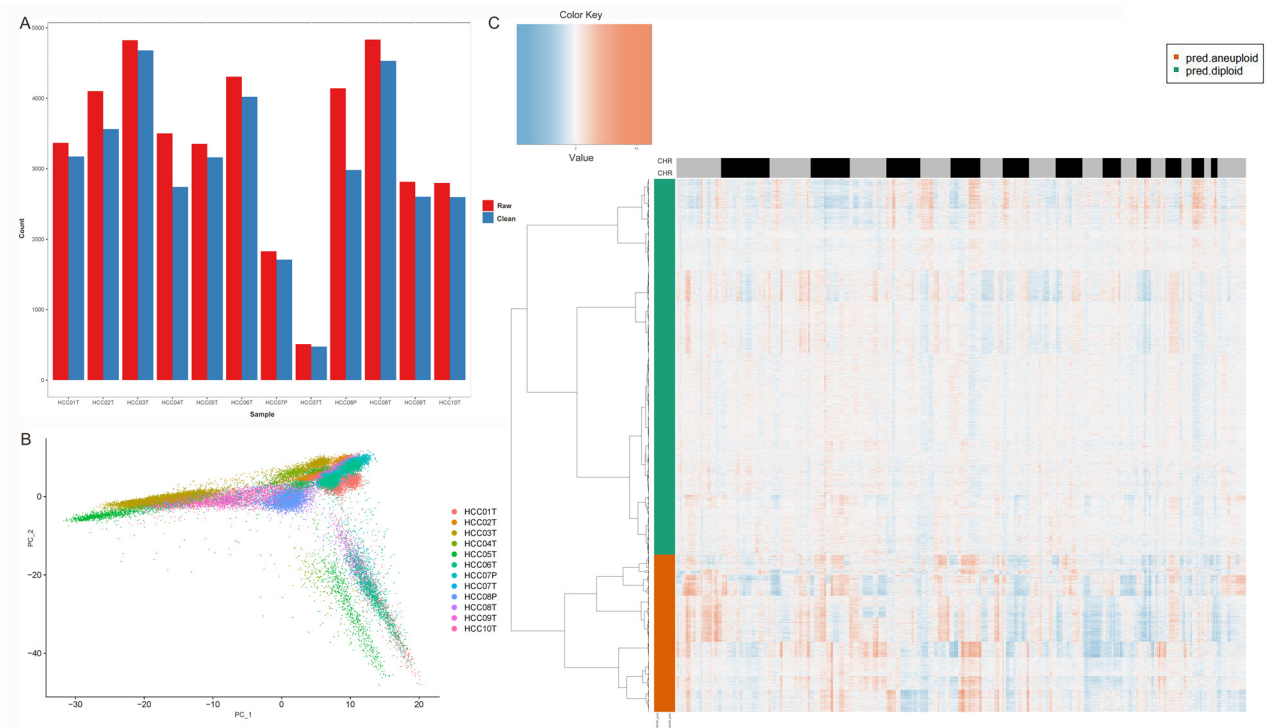 A
5000
4000
3000
2000
1000
0
Count
HCC01T HCC02T HCC03T HCC04T HCC05T HCC06T HCC07P HCC07T HCC08P HCC08T HCC09T HCC10T
Sample
Raw
Clean
B
0
−20
−40
PC_2
−30 −20 −10 0 10 20
PC_1
HCC01T
HCC02T
HCC03T
HCC04T
HCC05T
HCC06T
HCC07P
HCC07T
HCC08P
HCC08T
HCC09T
HCC10T
C
Color Key
Value
pred.aneuploid
pred.diploid
CHR
CHR